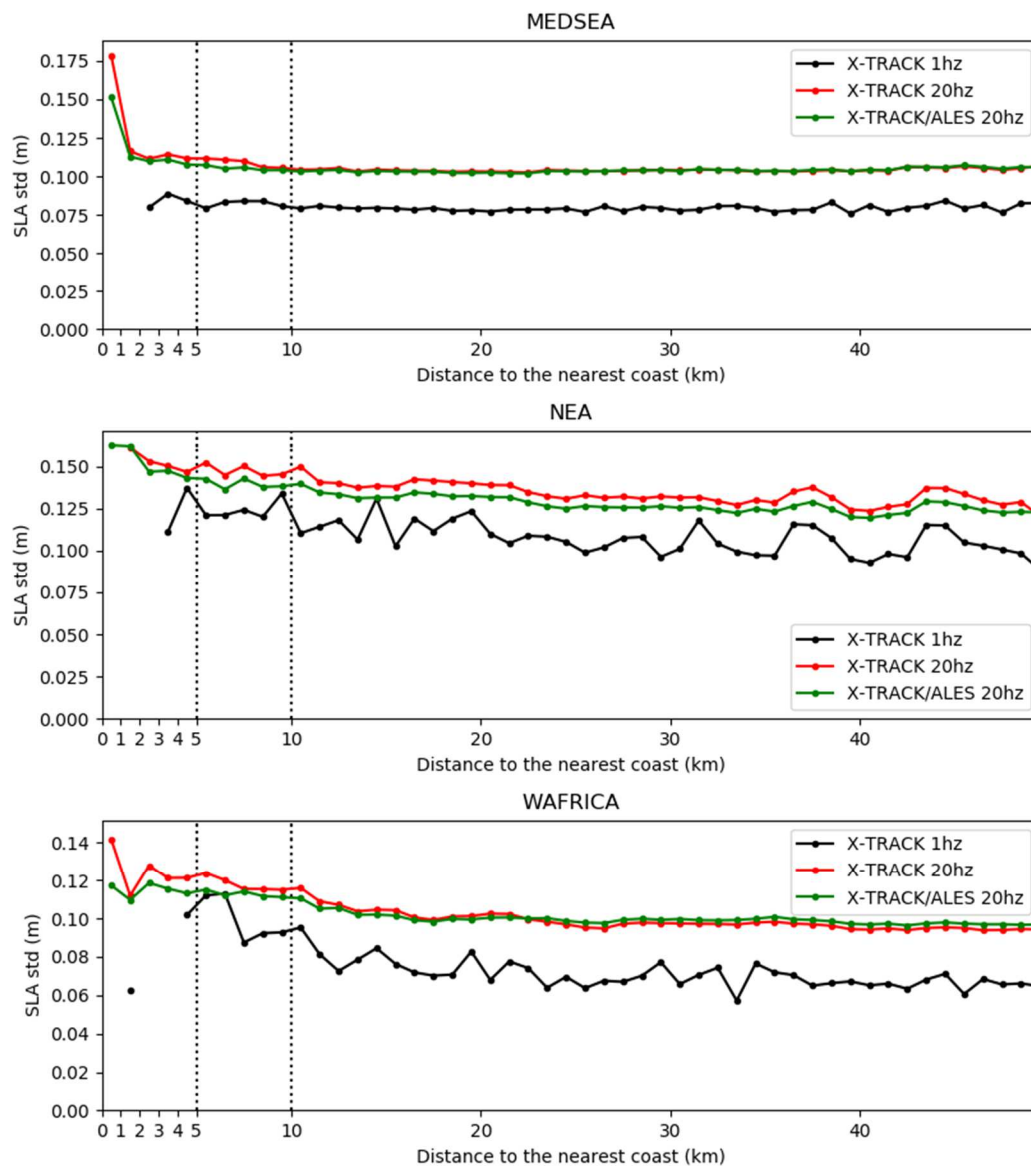 MEDSEA
0.175
0.150
0.125
0.100
0.075
0.050
0.025
0.000
SLA std (m)
X-TRACK 1hz
X-TRACK 20hz
X-TRACK/ALES 20hz
0 1 2 3 4 5 10 20 30 40
Distance to the nearest coast (km)
NEA
0.150
0.125
0.100
0.075
0.050
0.025
0.000
SLA std (m)
X-TRACK 1hz
X-TRACK 20hz
X-TRACK/ALES 20hz
0 1 2 3 4 5 10 20 30 40
Distance to the nearest coast (km)
WAFRICA
0.14
0.12
0.10
0.08
0.06
0.04
0.02
0.00
SLA std (m)
X-TRACK 1hz
X-TRACK 20hz
X-TRACK/ALES 20hz
0 1 2 3 4 5 10 20 30 40
Distance to the nearest coast (km)